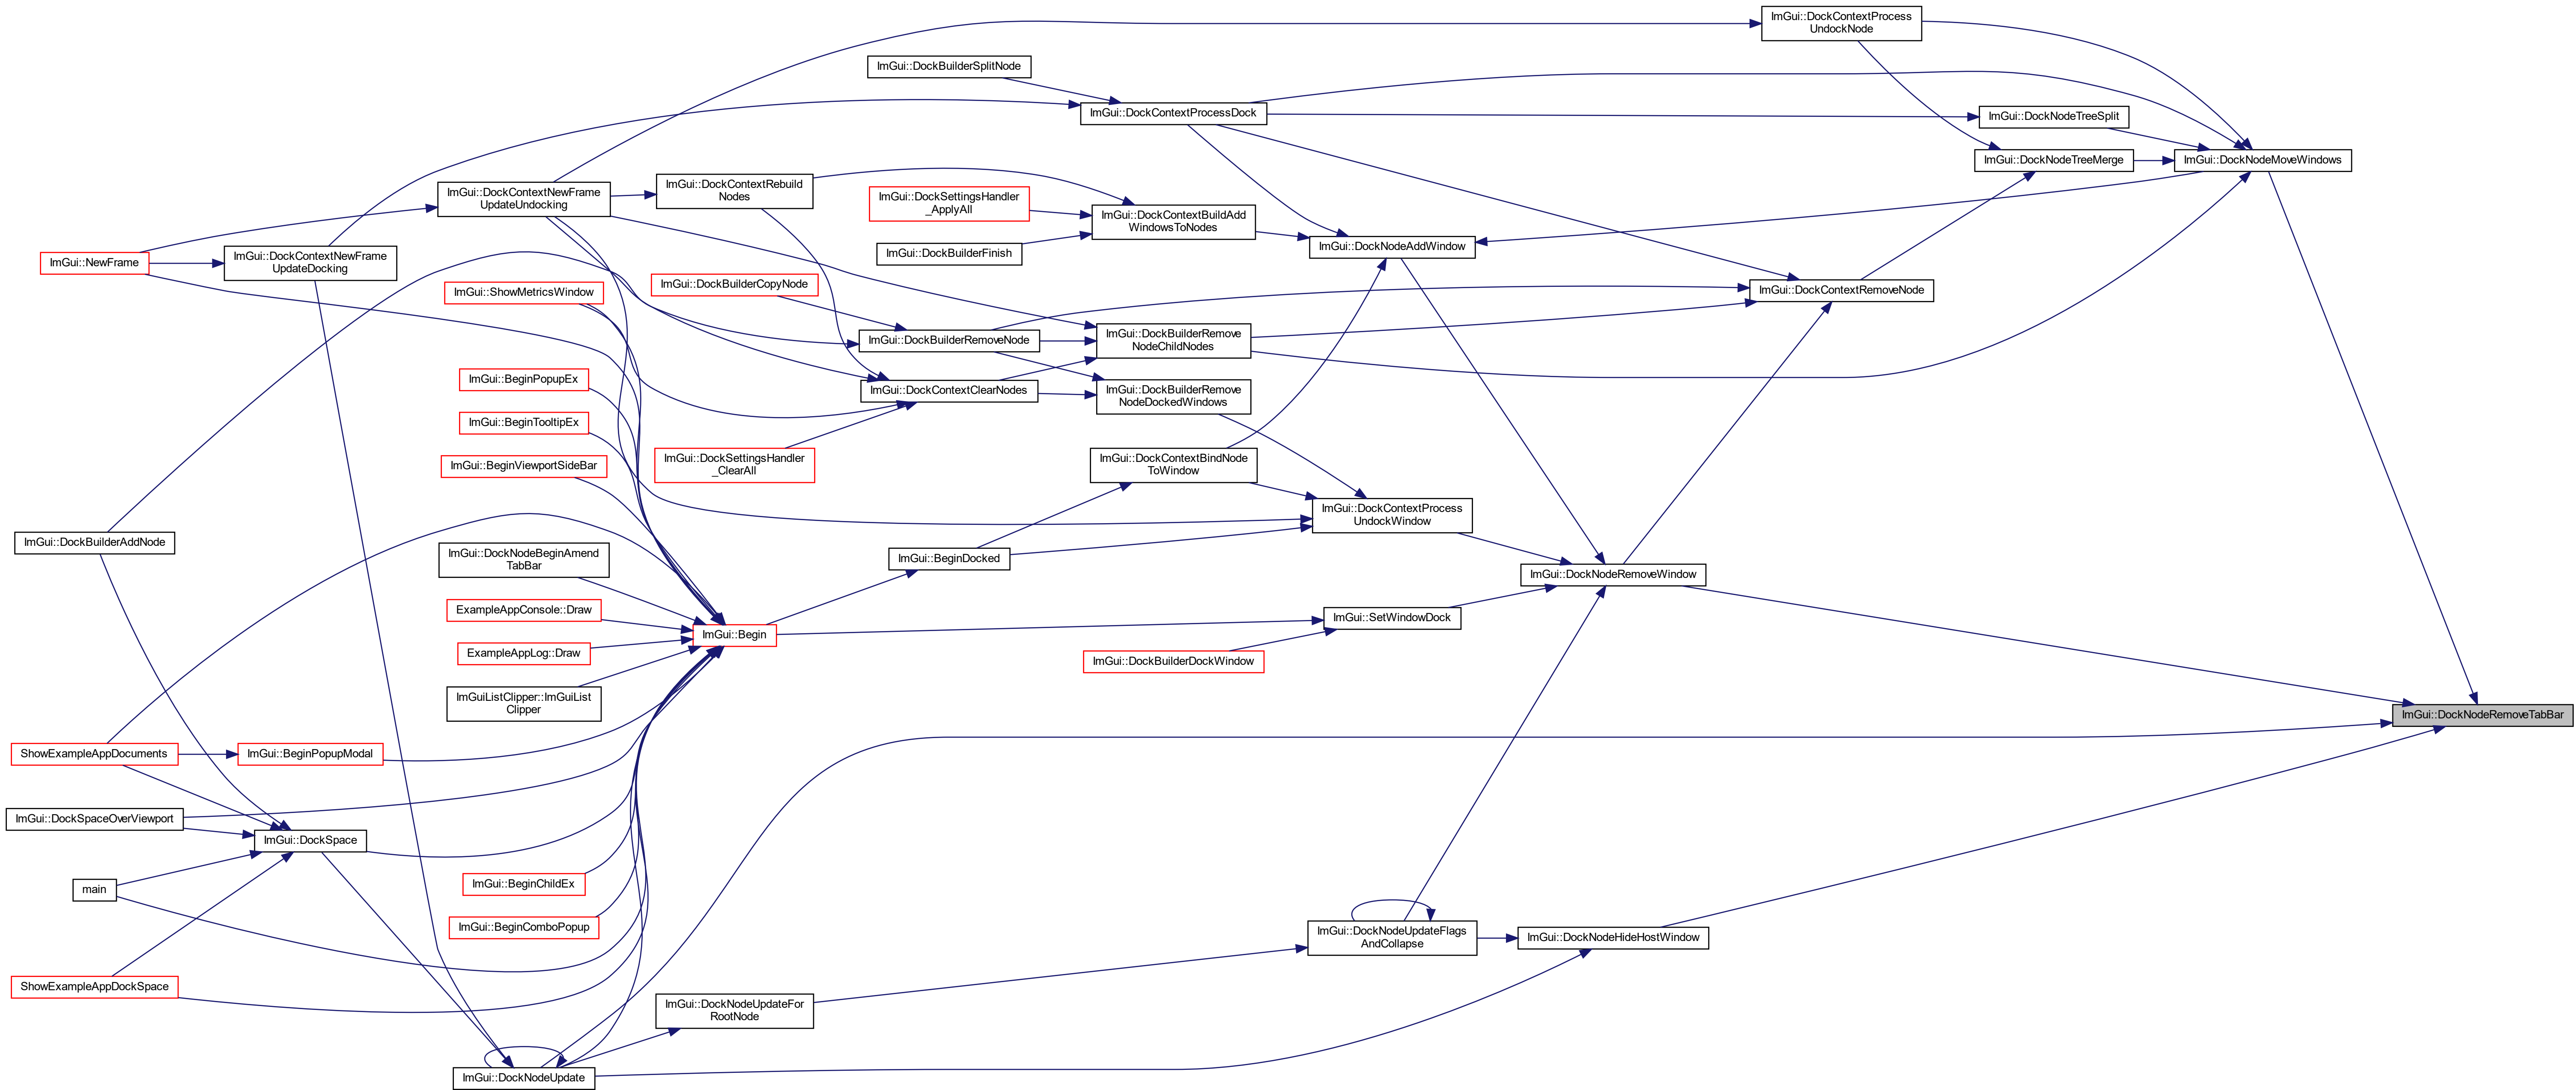 ImGui::DockContextProcess
UndockNode
ImGui::DockBuilderSplitNode
ImGui::DockContextProcessDock
ImGui::DockNodeTreeSplit
ImGui::DockNodeTreeMerge
ImGui::DockNodeMoveWindows
ImGui::DockContextNewFrame
UpdateUndocking
ImGui::DockContextRebuild
Nodes
ImGui::DockSettingsHandler
_ApplyAll
ImGui::DockContextBuildAdd
WindowsToNodes
ImGui::DockBuilderFinish
ImGui::DockNodeAddWindow
ImGui::NewFrame
ImGui::DockContextNewFrame
UpdateDocking
ImGui::ShowMetricsWindow
ImGui::DockBuilderCopyNode
ImGui::DockContextRemoveNode
ImGui::DockBuilderRemoveNode
ImGui::DockBuilderRemove
NodeChildNodes
ImGui::BeginPopupEx
ImGui::DockContextClearNodes
ImGui::DockBuilderRemove
NodeDockedWindows
ImGui::BeginTooltipEx
ImGui::BeginViewportSideBar
ImGui::DockSettingsHandler
_ClearAll
ImGui::DockContextBindNode
ToWindow
ImGui::DockContextProcess
UndockWindow
ImGui::DockBuilderAddNode
ImGui::DockNodeBeginAmend
TabBar
ImGui::BeginDocked
ImGui::DockNodeRemoveWindow
ExampleAppConsole::Draw
ImGui::SetWindowDock
ImGui::Begin
ExampleAppLog::Draw
ImGui::DockBuilderDockWindow
ImGuiListClipper::ImGuiList
Clipper
ImGui::DockNodeRemoveTabBar
ShowExampleAppDocuments
ImGui::BeginPopupModal
ImGui::DockSpaceOverViewport
ImGui::DockSpace
main
ImGui::BeginChildEx
ImGui::BeginComboPopup
ImGui::DockNodeUpdateFlags
AndCollapse
ImGui::DockNodeHideHostWindow
ShowExampleAppDockSpace
ImGui::DockNodeUpdateFor
RootNode
ImGui::DockNodeUpdate